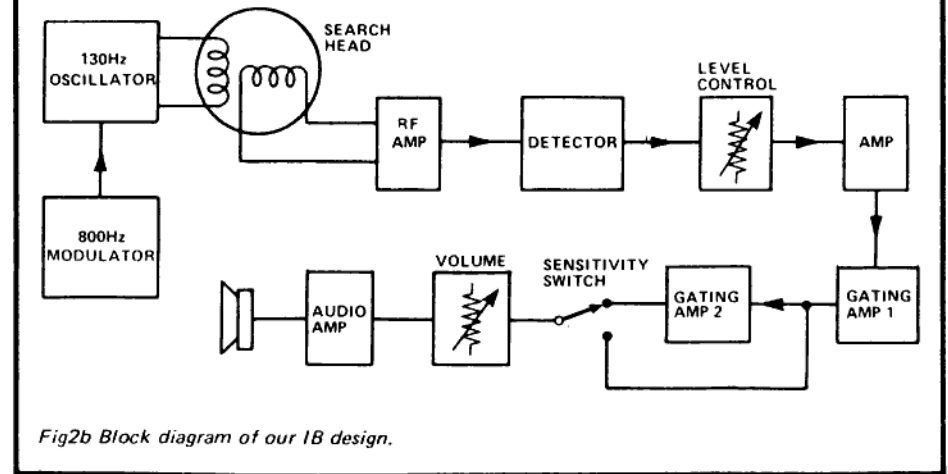 SEARCH
HEAD
130Hz
OSCILLATOR
RF
AMP
DETECTOR
LEVEL
CONTROL
AMP
800Hz
MODULATOR
AUDIO
AMP
VOLUME
SENSITIVITY
SWITCH
GATING
AMP 2
GATING
AMP 1
Fig2b Block diagram of our IB design.